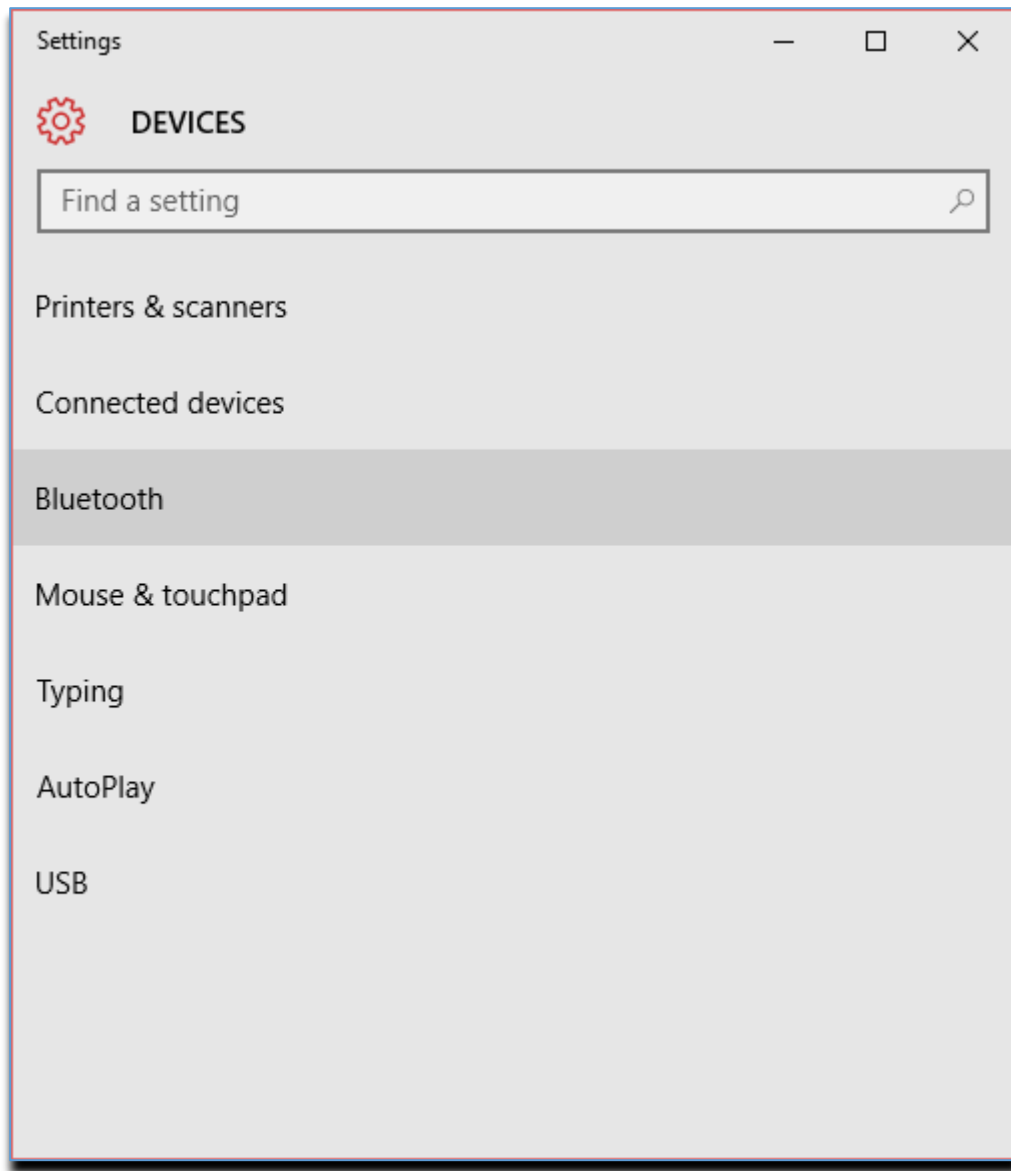 Settings
DEVICES
Find a setting
Printers & scanners
Connected devices
Bluetooth
Mouse & touchpad
Typing
AutoPlay
USB